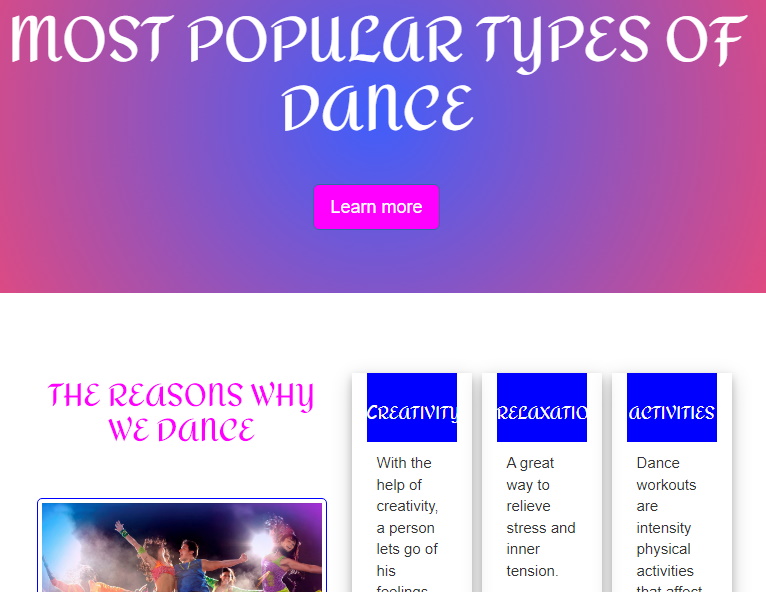 MOST POPULAR TYPES OF
DANCE
Learn more
THE REASONS WHY
WE DANCE
CREATIVITY
With the
help of
creativity,
a person
lets go of
his
feelings
RELAXATIO
A great
way to
relieve
stress and
inner
tension.
ACTIVITIES
Dance
workouts
are
intensity
physical
activities
that affect